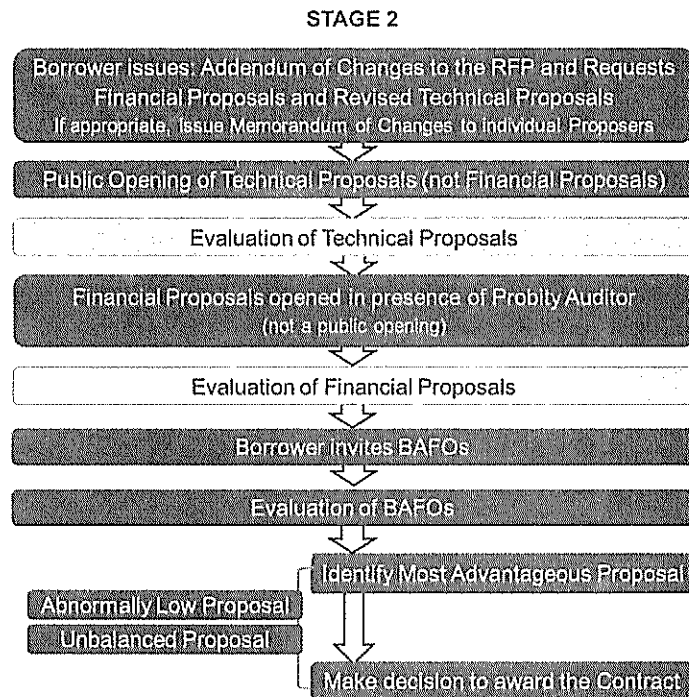 STAGE 2
Borrower issues: Addendum of Changes to the RFP and Requests
Financial Proposals and Revised Technical Proposals
If appropriate, Issue Memorandum of Changes to individual Proposers
Public Opening of Technical Proposals (not Financial Proposals)
Evaluation of Technical Proposals
Financial Proposals opened in presence of Probity Auditor
(not a public opening)
Evaluation of Financial Proposals
Borrower invites BAFOs
Evaluation of BAFOs
Identify Most Advantageous Proposal
Abnormally Low Proposal
Unbalanced Proposal
Make decision to award the Contract